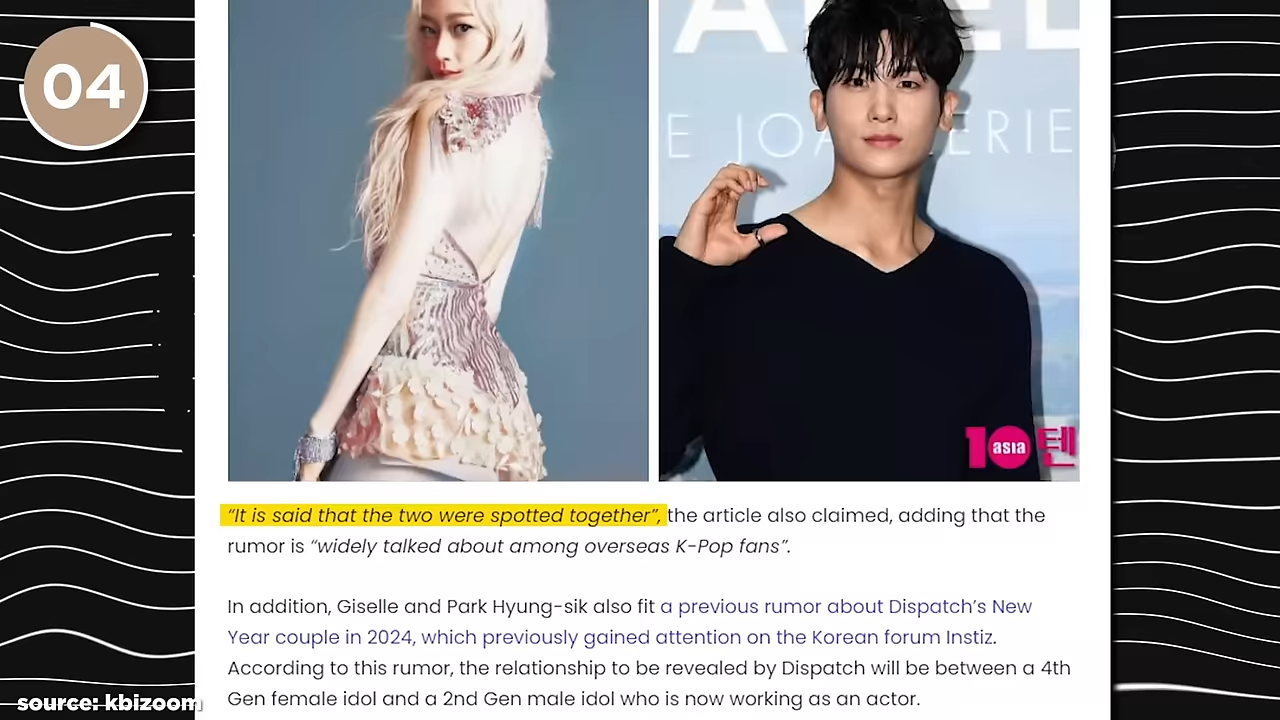 04
E JOA ERIE
10 asia 텐
“It is said that the two were spotted together”, the article also claimed, adding that the
rumor is “widely talked about among overseas K-Pop fans”.
In addition, Giselle and Park Hyung-sik also fit a previous rumor about Dispatch’s New
Year couple in 2024, which previously gained attention on the Korean forum Instiz.
According to this rumor, the relationship to be revealed by Dispatch will be between a 4th
Gen female idol and a 2nd Gen male idol who is now working as an actor.
source: kbizoom